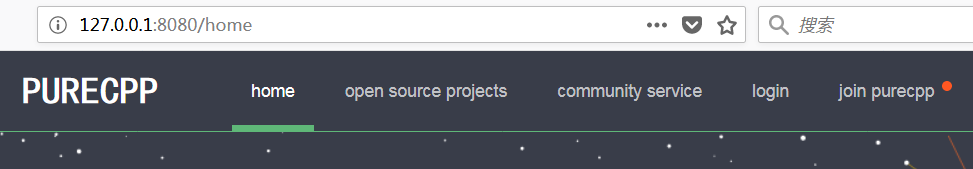 127.0.0.1:8080/home 搜索
PURECPP home open source projects community service login join purecpp